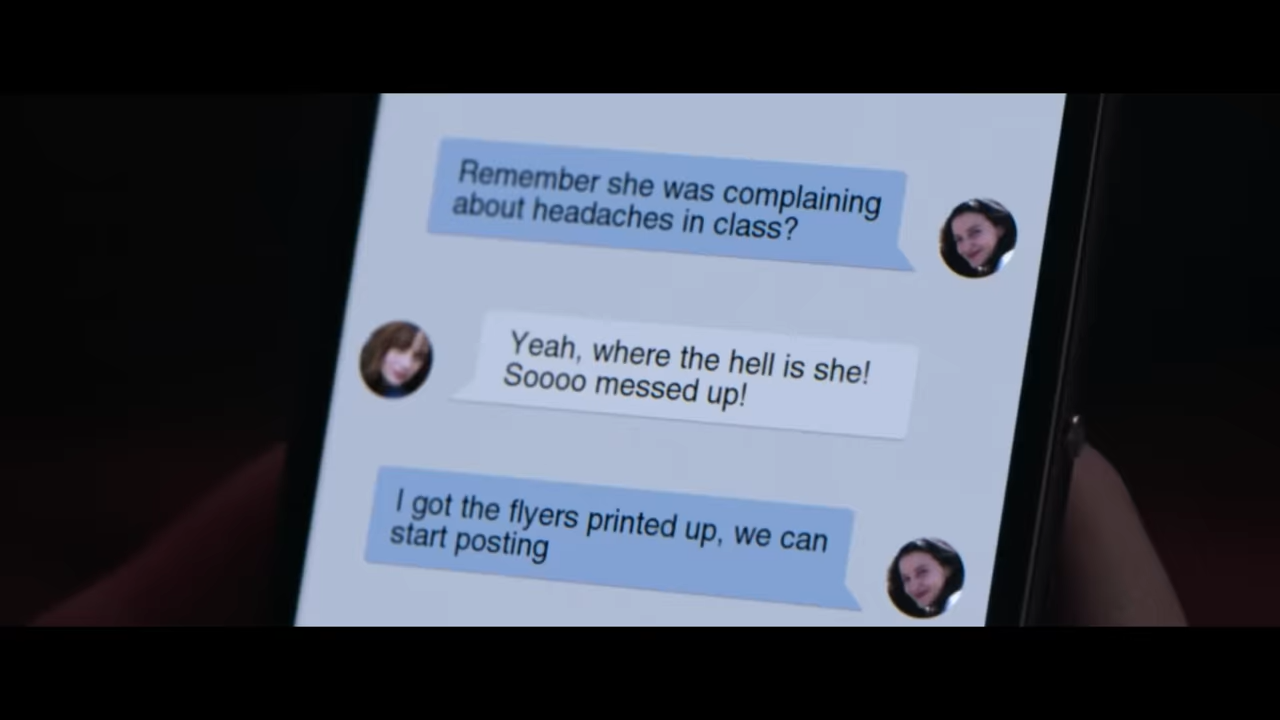 Remember she was complaining
about headaches in class?
Yeah, where the hell is she!
Soooo messed up!
I got the flyers printed up, we can
start posting